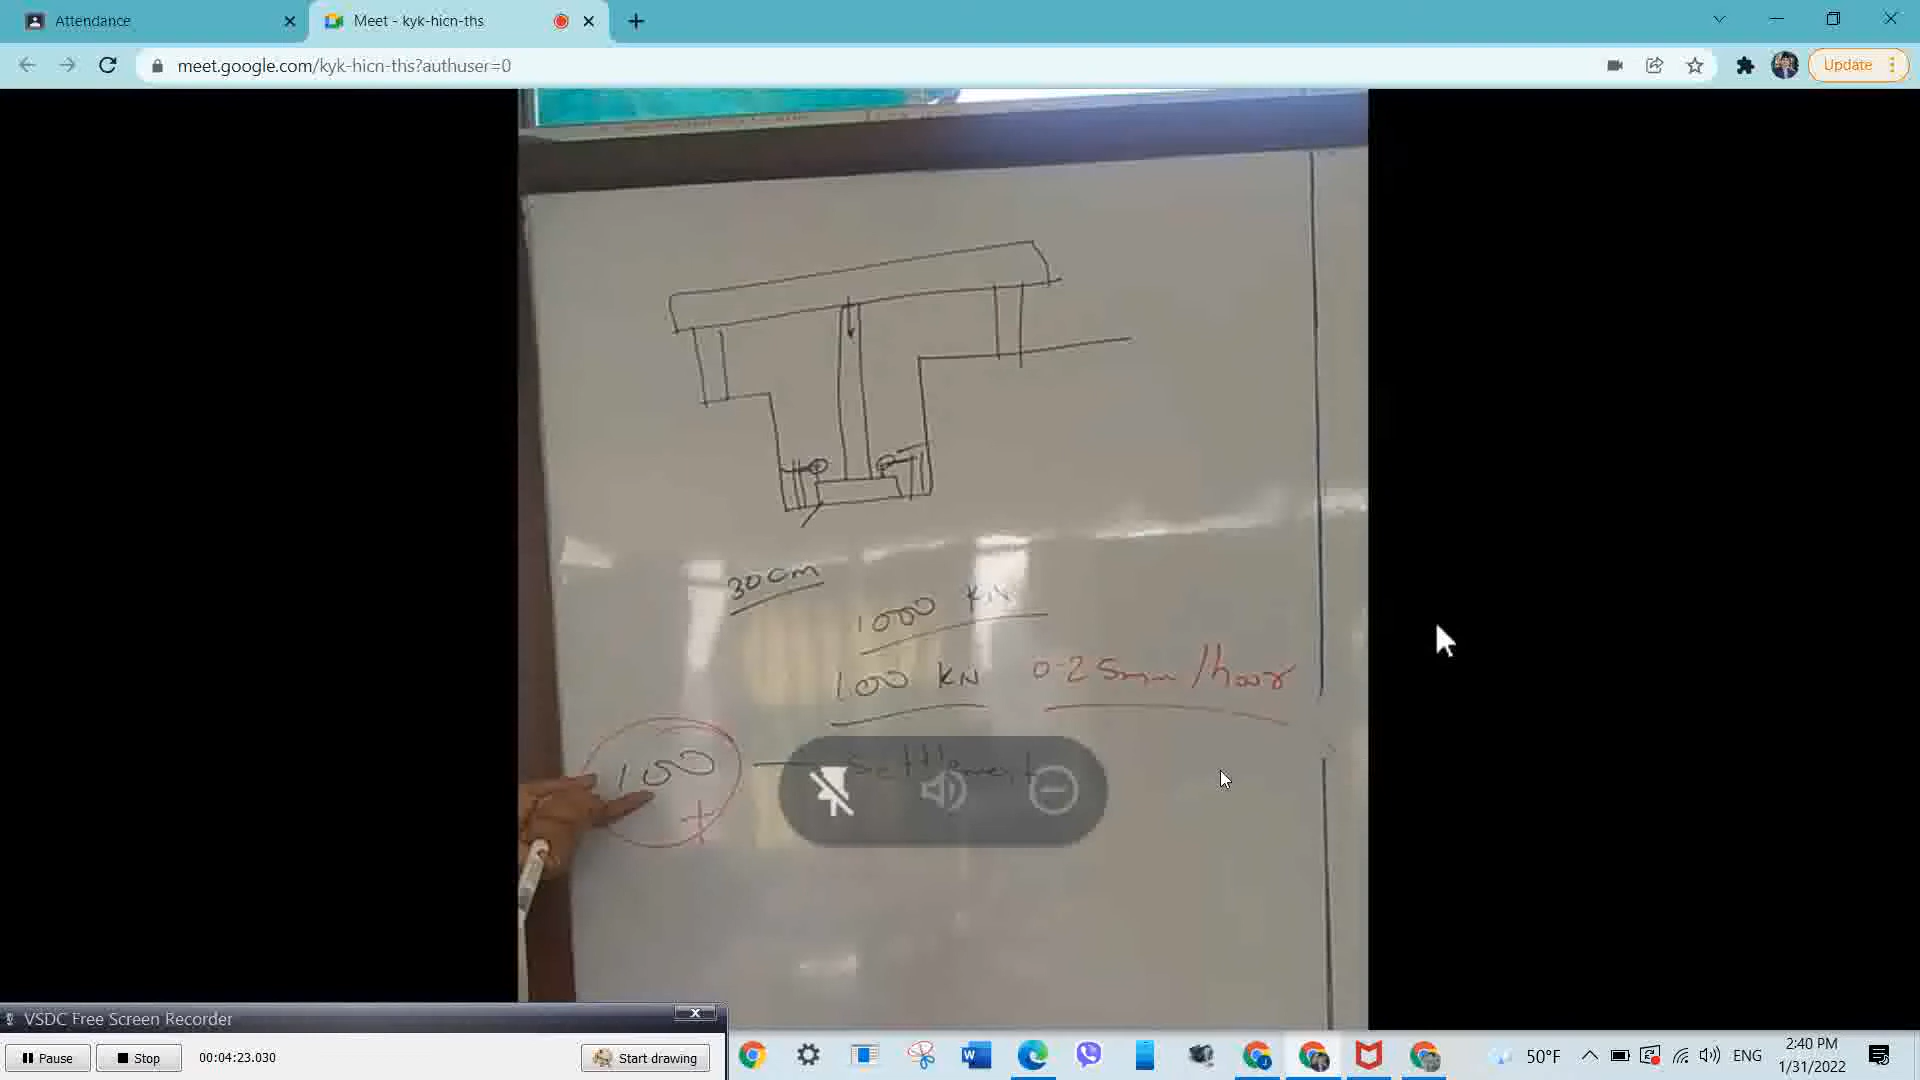 Attendance
Meet - kyk-hicn-ths
meet.google.com/kyk-hicn-ths?authuser=0
Update
30cm
1000 KN
100 KN 0.25mm/hour
100 — Settlement
+
VSDC Free Screen Recorder
Pause
Stop
00:04:23.030
Start drawing
50°F
ENG
2:40 PM
1/31/2022